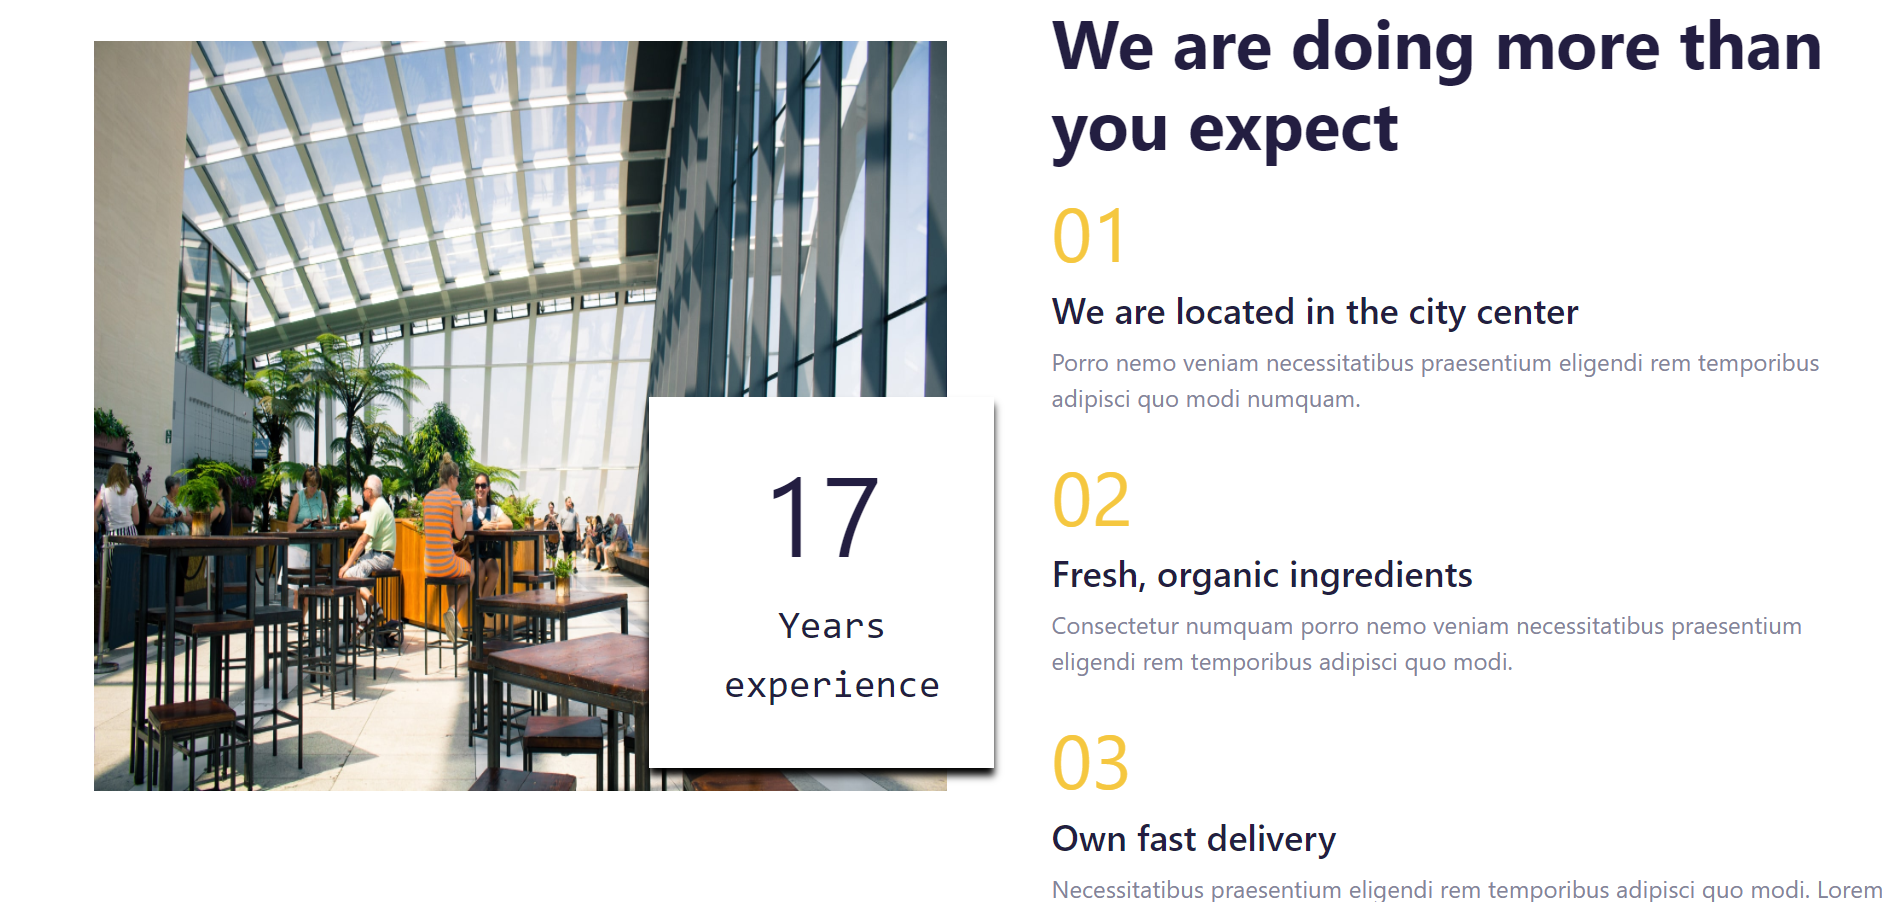 We are doing more than
you expect
01
We are located in the city center
Porro nemo veniam necessitatibus praesentium eligendi rem temporibus
adipisci quo modi numquam.
02
Fresh, organic ingredients
Consectetur numquam porro nemo veniam necessitatibus praesentium
eligendi rem temporibus adipisci quo modi.
03
Own fast delivery
Necessitatibus praesentium eligendi rem temporibus adipisci quo modi. Lorem
17
Years
experience